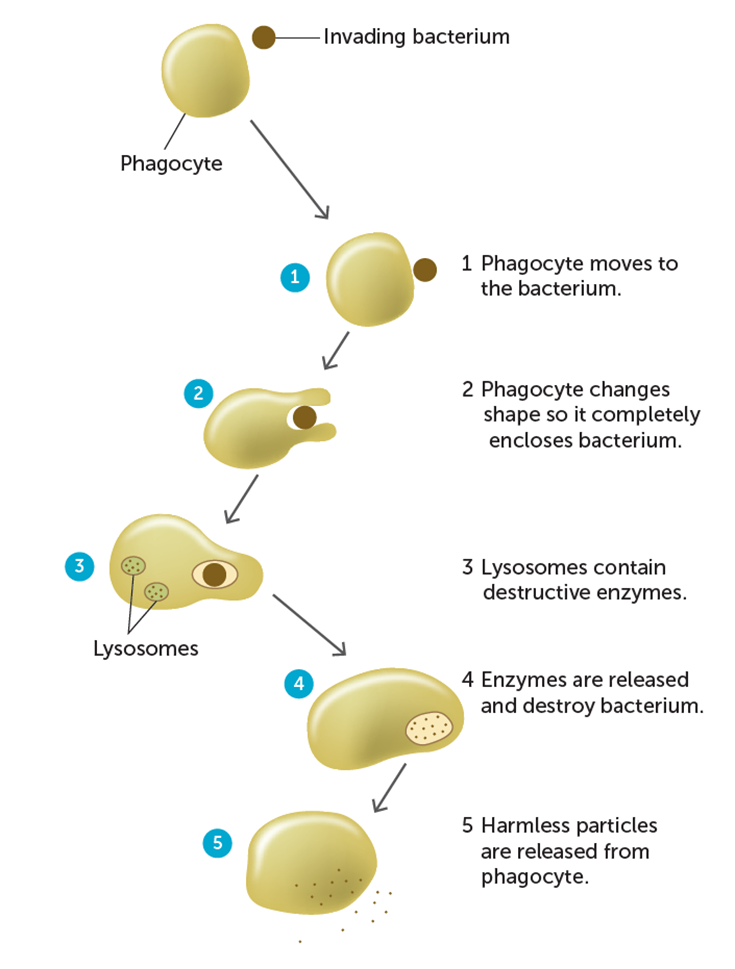 Invading bacterium
Phagocyte
1
1 Phagocyte moves to
the bacterium.
2
2 Phagocyte changes
shape so it completely
encloses bacterium.
3
3 Lysosomes contain
destructive enzymes.
Lysosomes
4
4 Enzymes are released
and destroy bacterium.
5
5 Harmless particles
are released from
phagocyte.